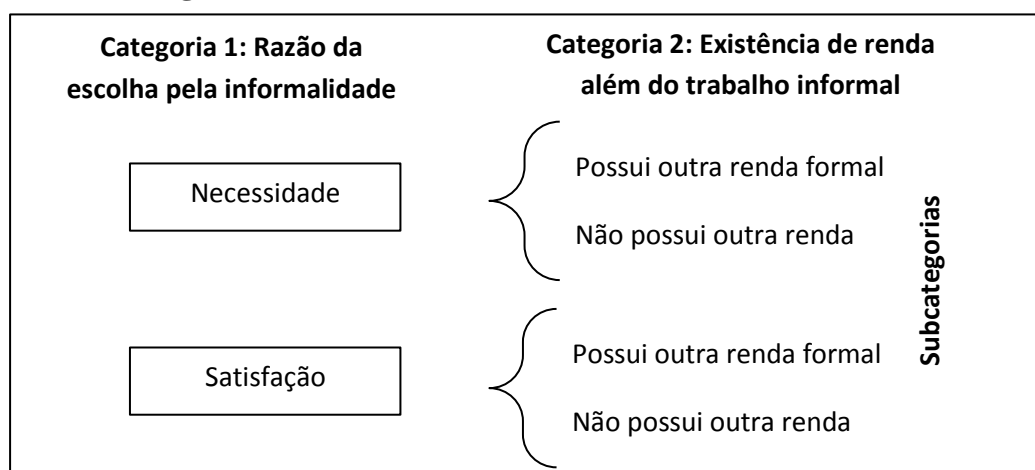 Categoria 1: Razão da
escolha pela informalidade
Categoria 2: Existência de renda
além do trabalho informal
Necessidade
Possui outra renda formal
Não possui outra renda
Satisfação
Possui outra renda formal
Não possui outra renda
Subcategorias